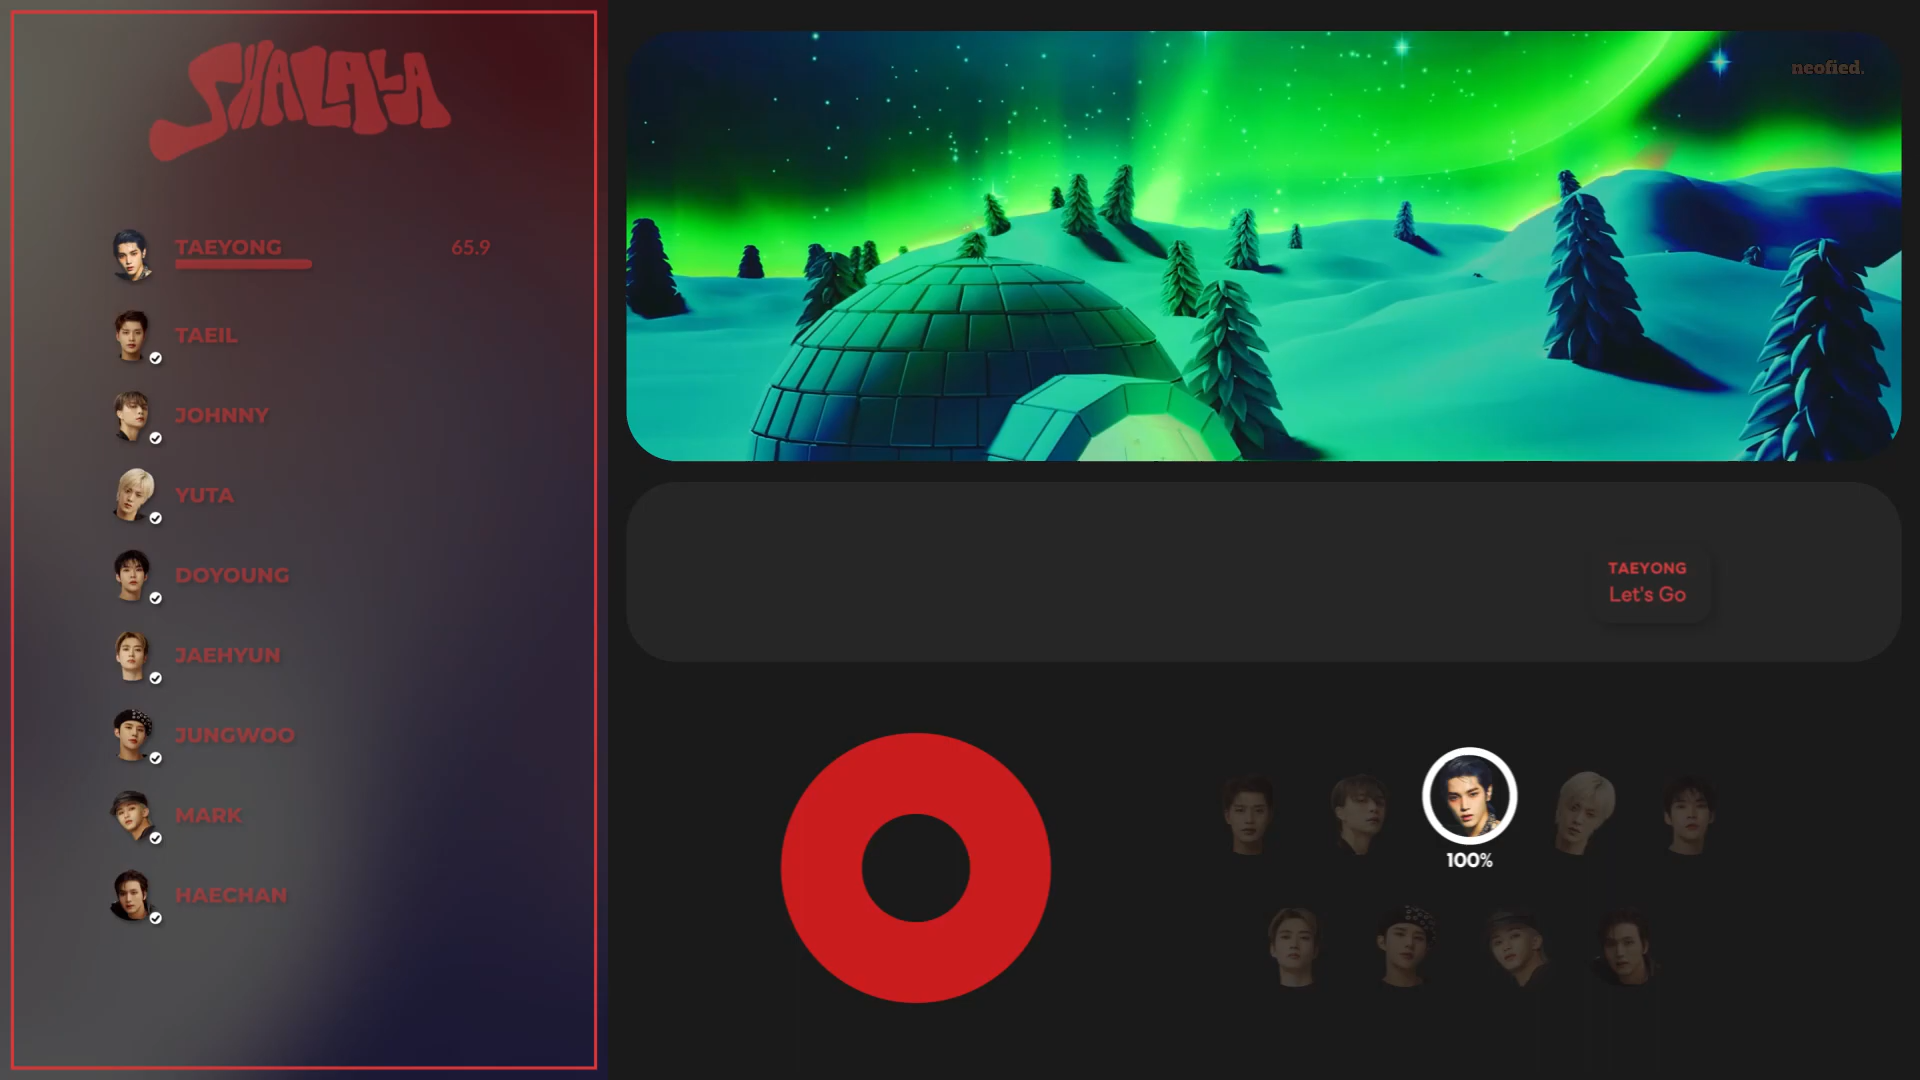 SHALALA
TAEYONG 65.9
TAEIL
JOHNNY
YUTA
DOYOUNG
JAEHYUN
JUNGWOO
MARK
HAECHAN
neofied.
TAEYONG
Let's Go
100%